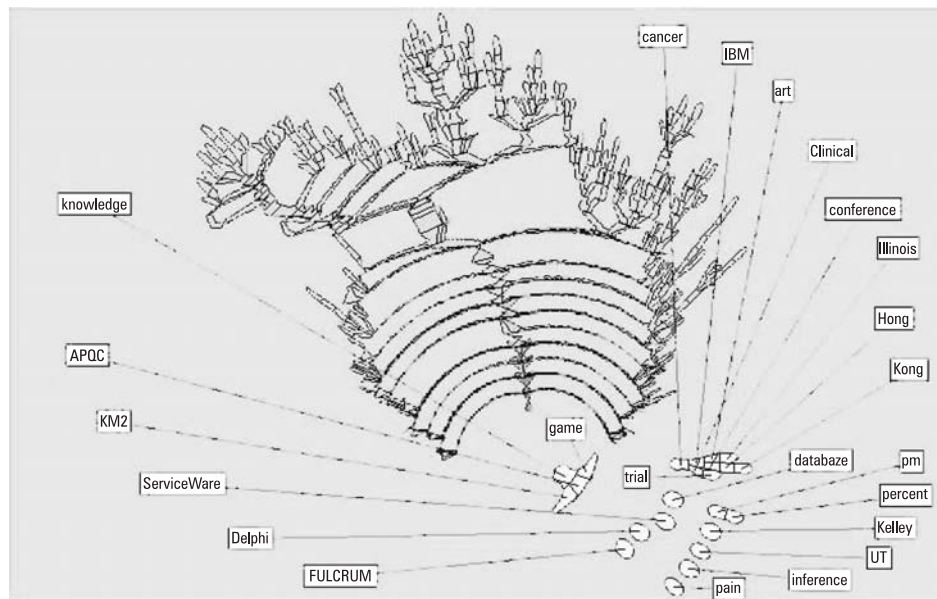 cancer
IBM
art
Clinical
knowledge
conference
Illinois
Hong
APQC
Kong
KM2
game
databaze
pm
trial
ServiceWare
percent
Delphi
Kelley
UT
FULCRUM
inference
pain